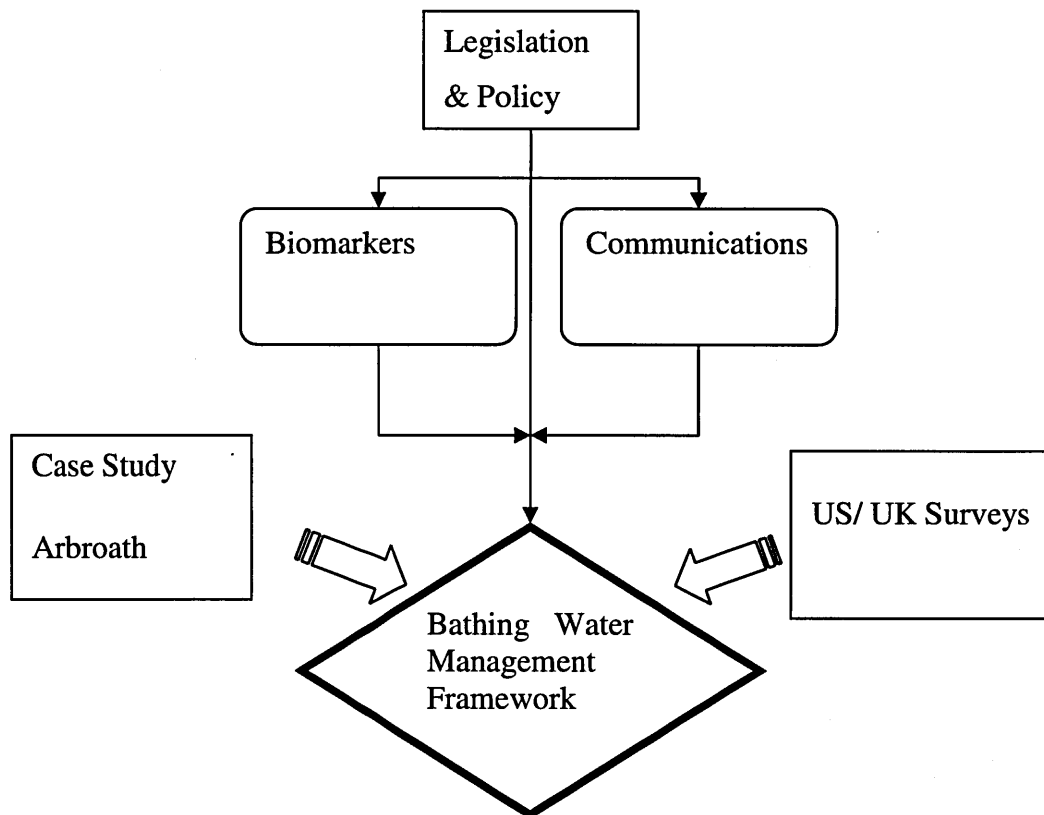 Legislation
& Policy
Biomarkers
Communications
Case Study
Arbroath
US/ UK Surveys
Bathing Water
Management
Framework